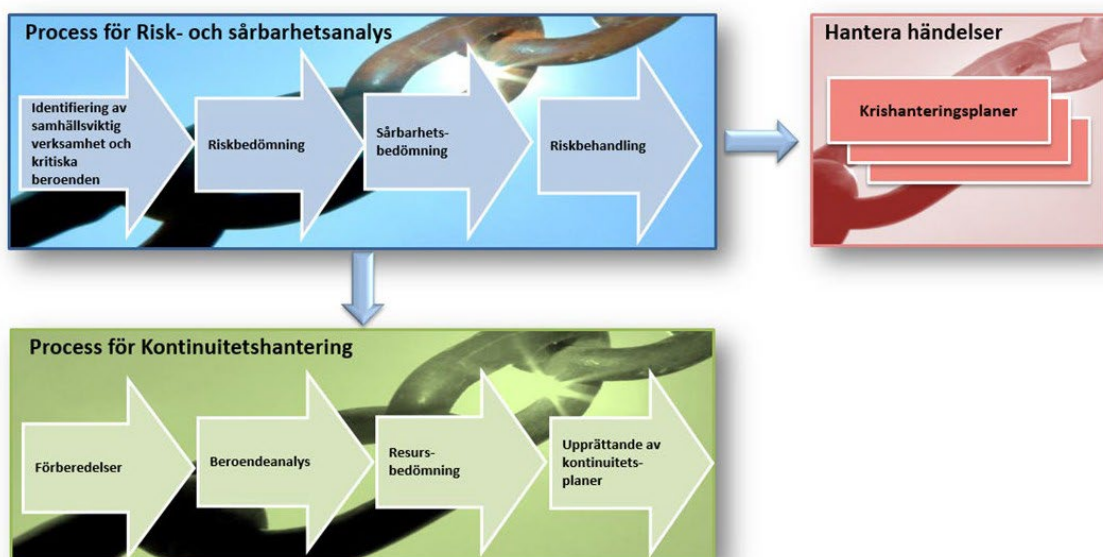 Process för Risk- och sårbarhetsanalys
Identifiering av
samhällsviktig
verksamhet och
kritiska
beroenden
Riskbedömning
Sårbarhets-
bedömning
Riskbehandling
Hantera händelser
Krishanteringsplaner
Process för Kontinuitetshantering
Förberedelser
Beroendeanalys
Resurs-
bedömning
Upprättande av
kontinuitets-
planer